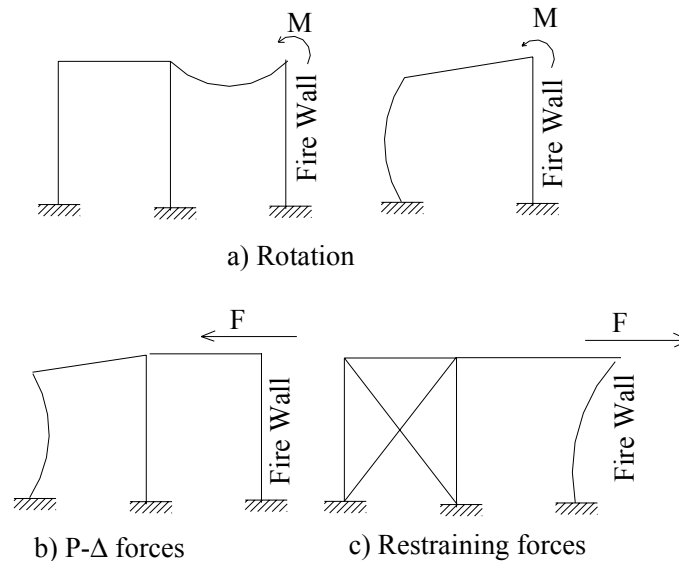 M
Fire Wall
M
Fire Wall
a) Rotation
F
Fire Wall
F
Fire Wall
b) P-Δ forces
c) Restraining forces